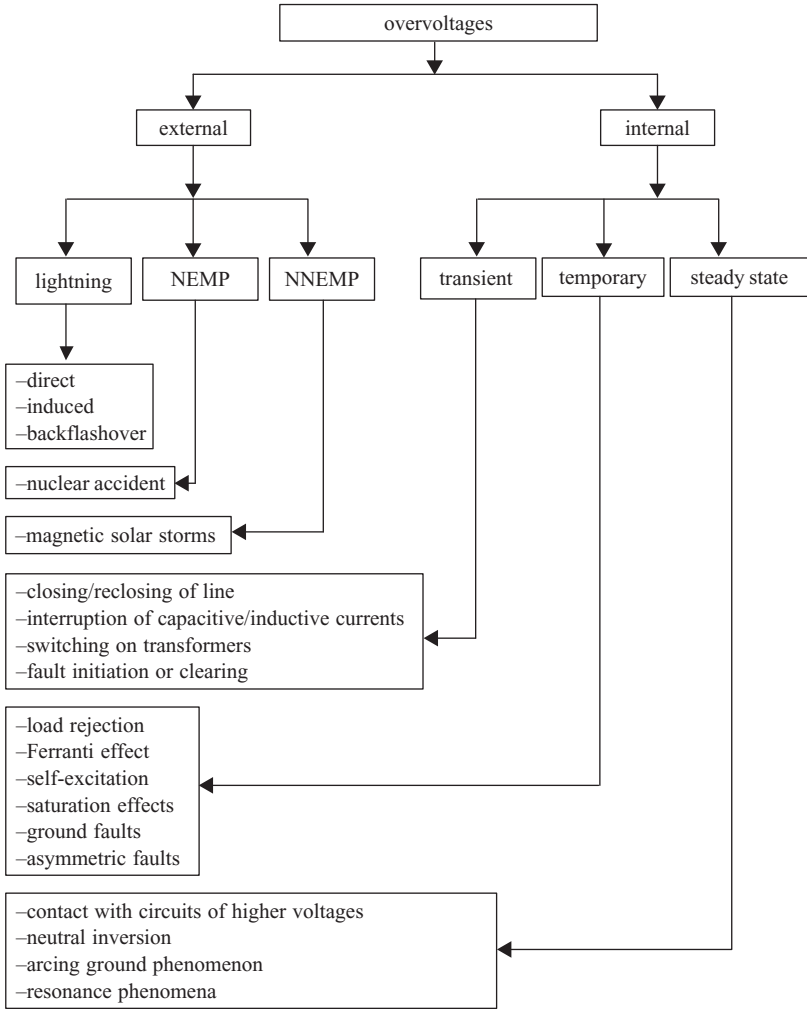 overvoltages
external
internal
lightning
NEMP
NNEMP
transient
temporary
steady state
–direct
–induced
–backflashover
–nuclear accident
–magnetic solar storms
–closing/reclosing of line
–interruption of capacitive/inductive currents
–switching on transformers
–fault initiation or clearing
–load rejection
–Ferranti effect
–self-excitation
–saturation effects
–ground faults
–asymmetric faults
–contact with circuits of higher voltages
–neutral inversion
–arcing ground phenomenon
–resonance phenomena